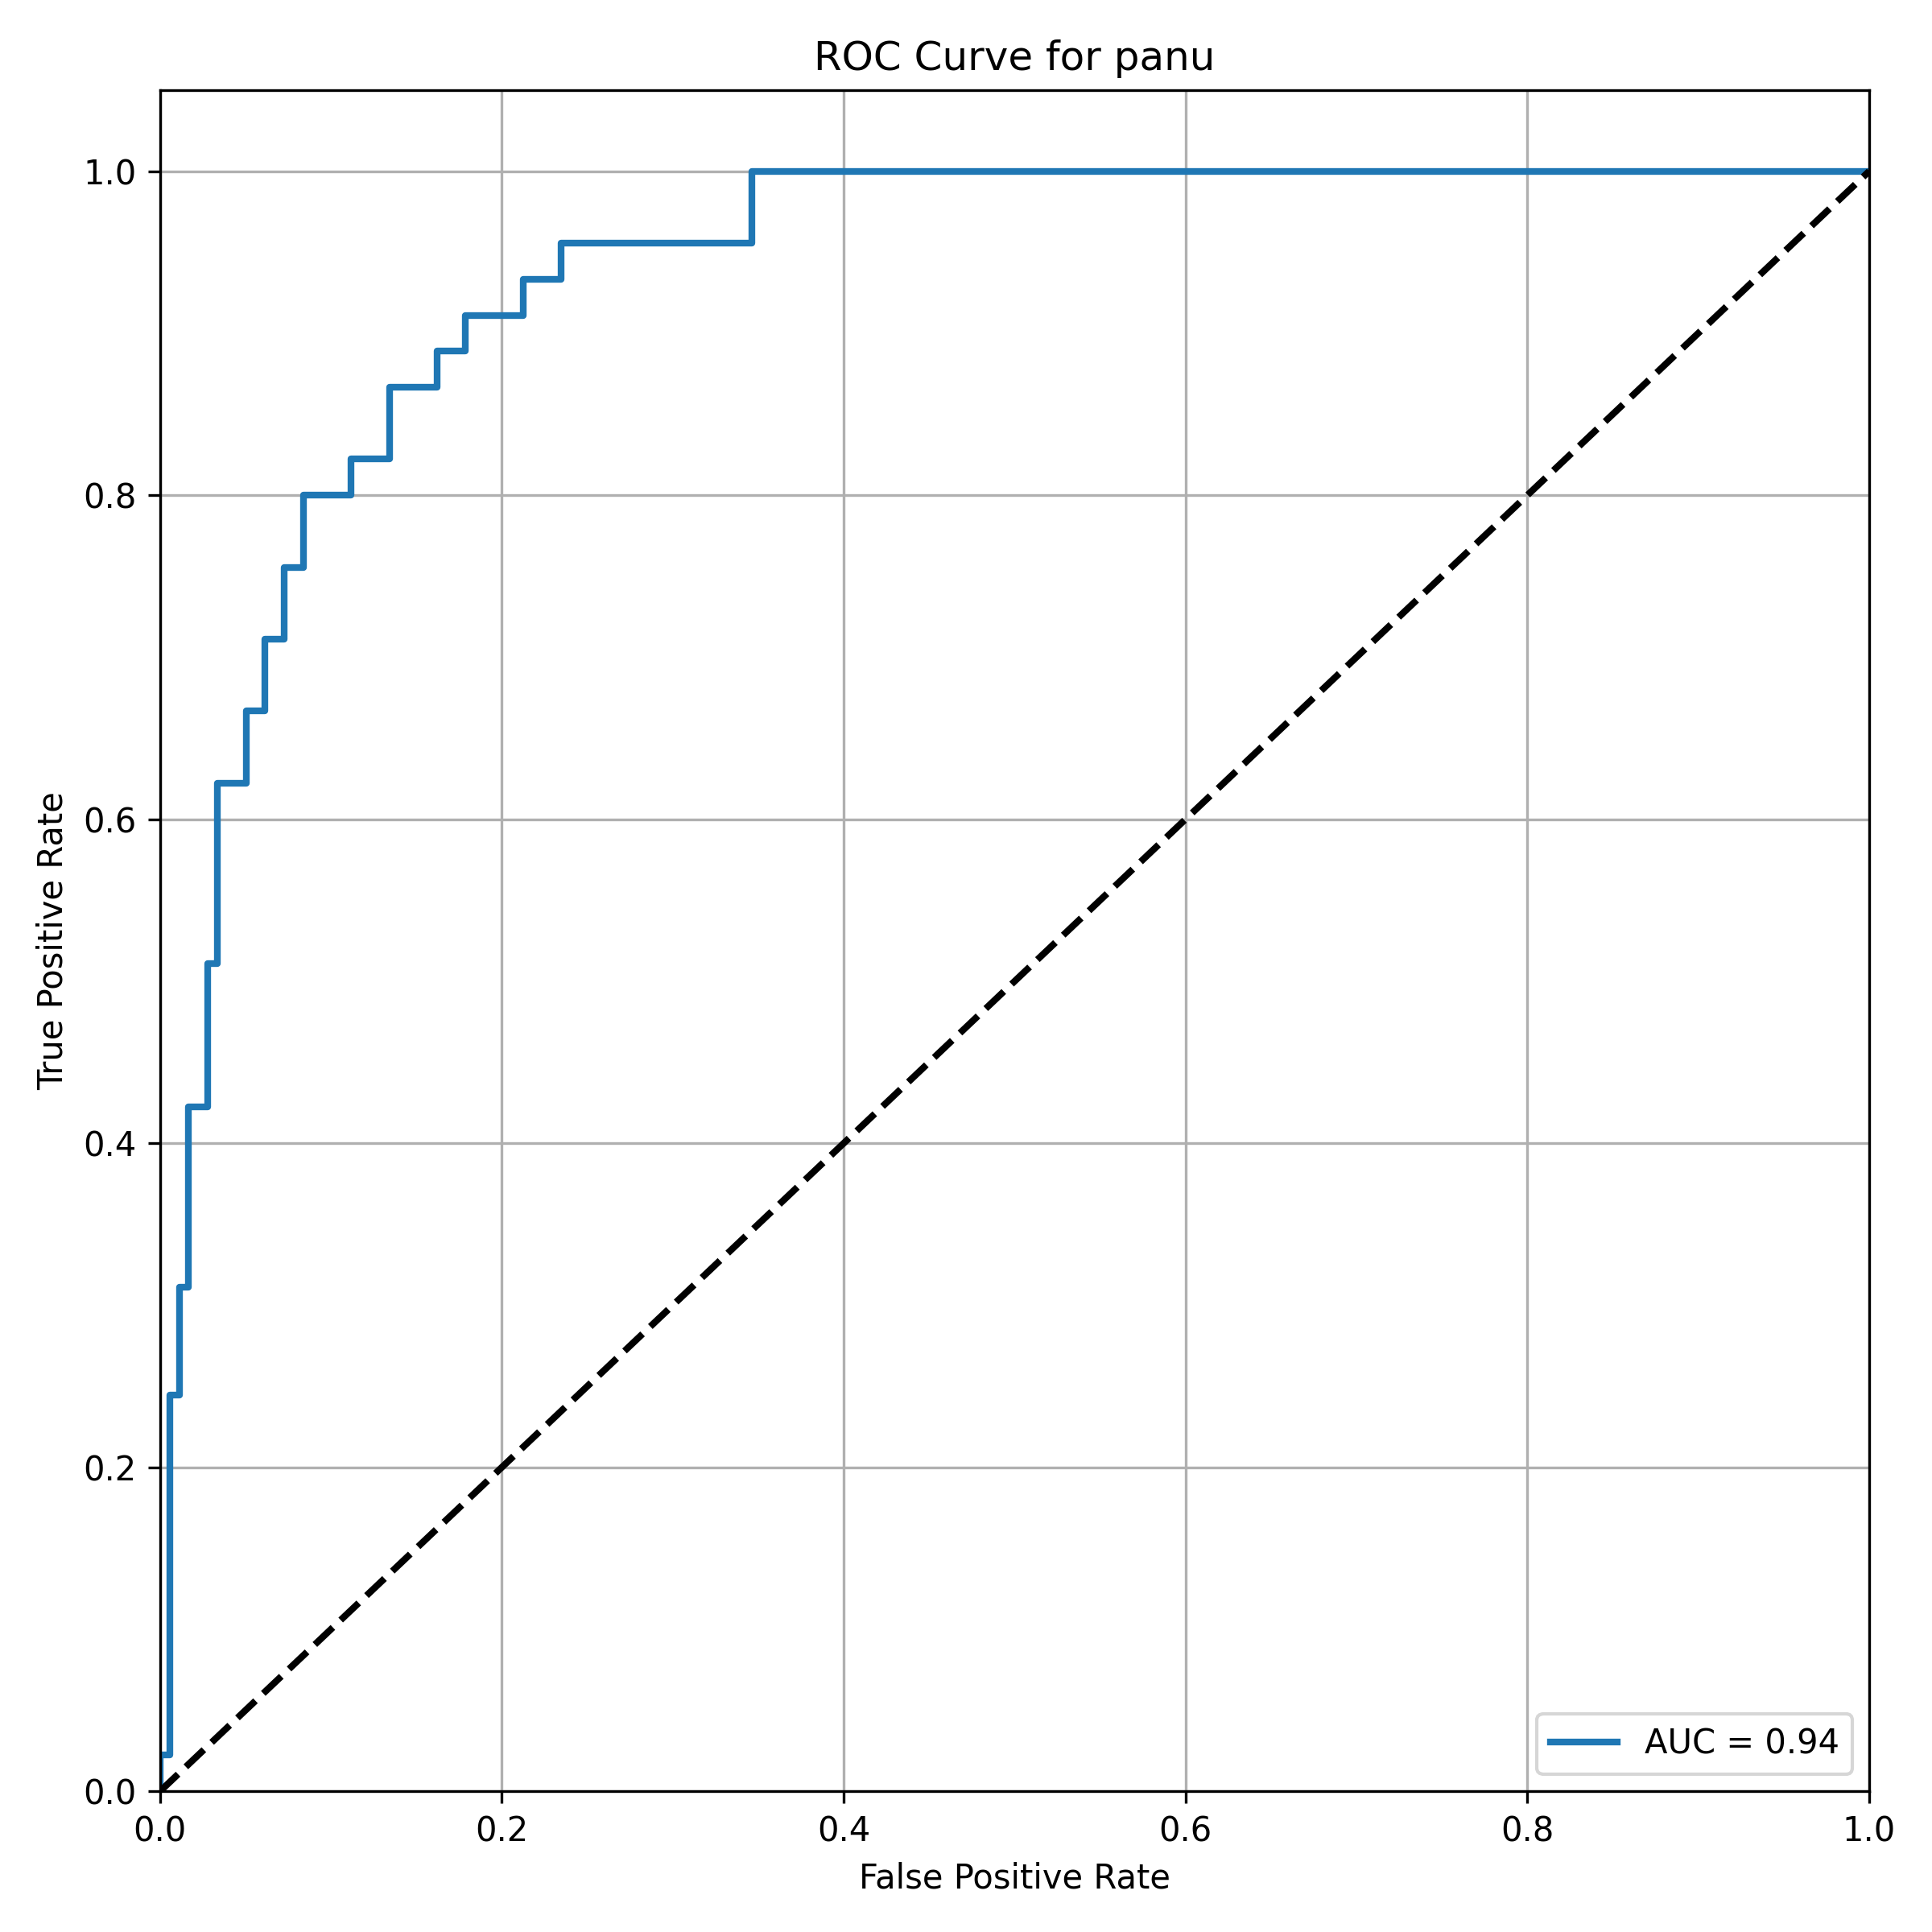 ROC Curve for panu
1.0
0.8
0.6
0.4
0.2
0.0
True Positive Rate
0.0 0.2 0.4 0.6 0.8 1.0
False Positive Rate
AUC = 0.94